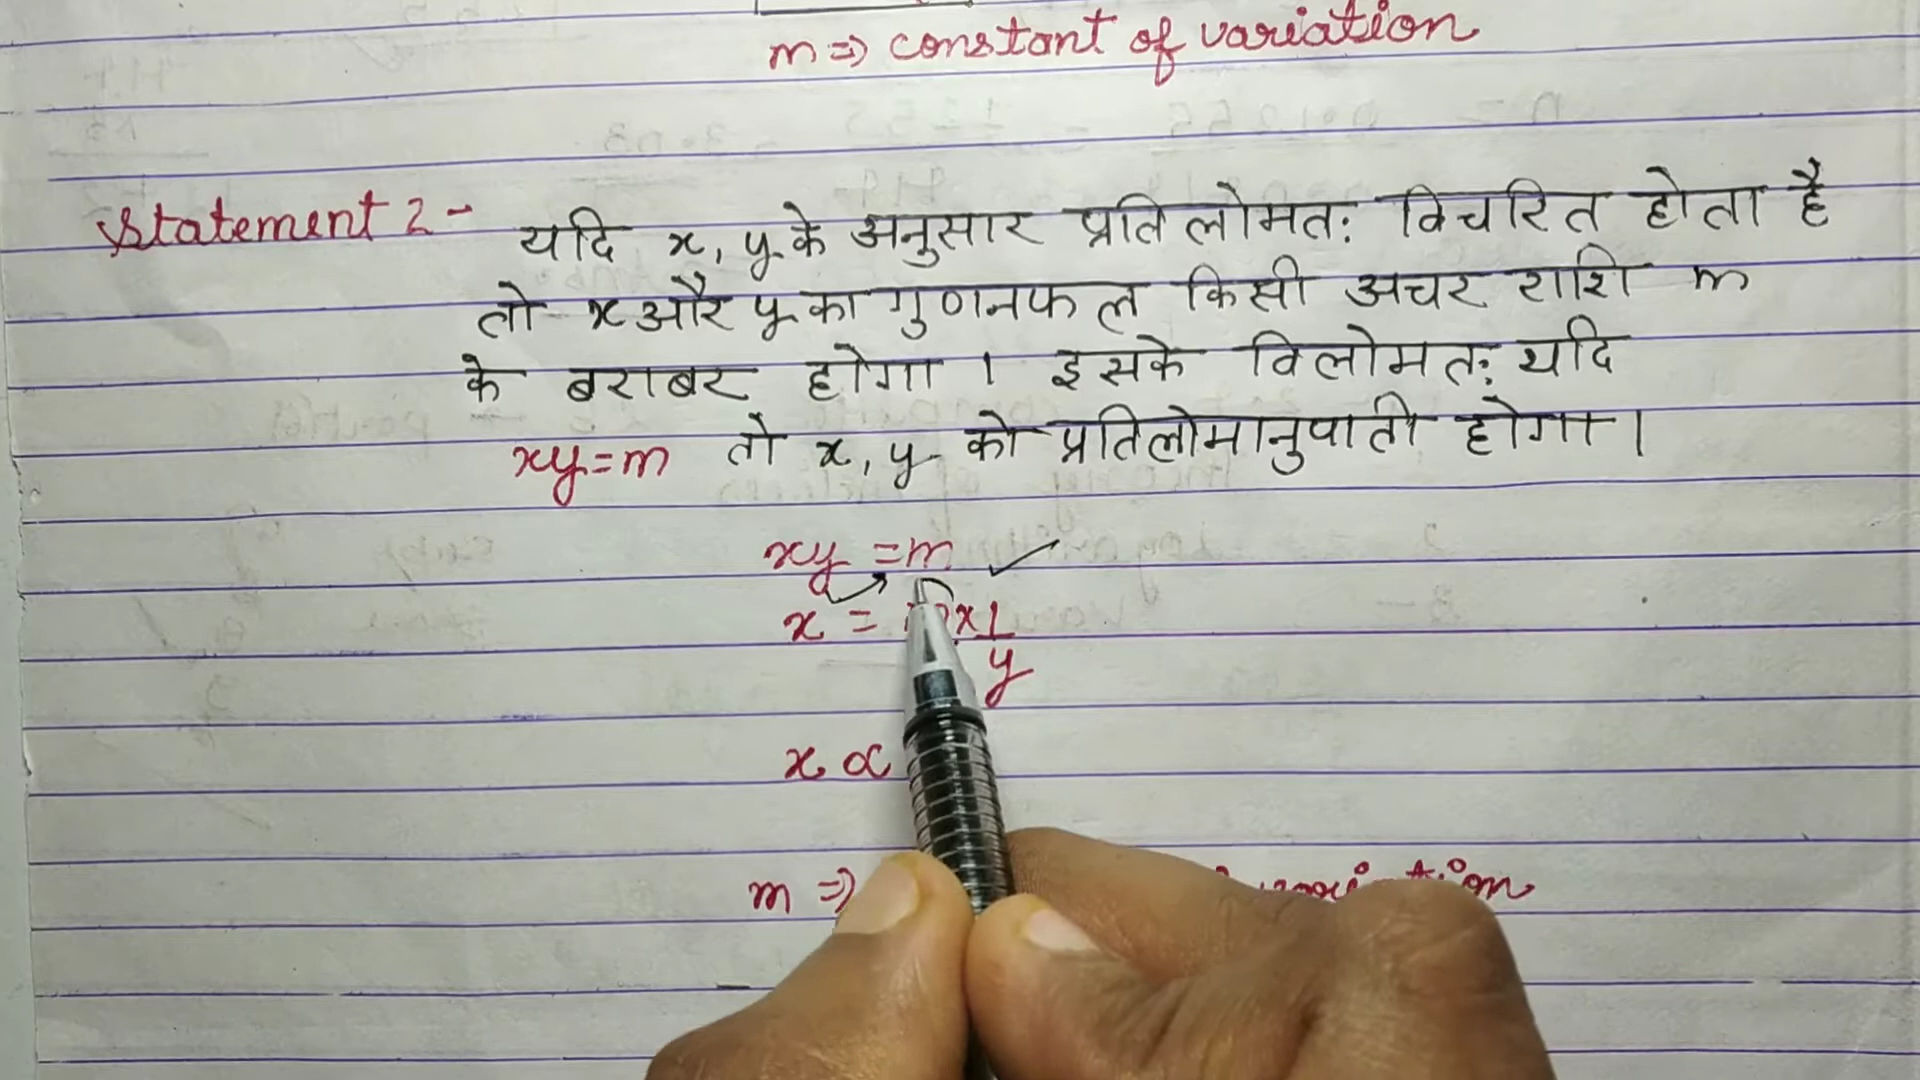 m => constant of variation
Statement 2 - यदि x, y के अनुसार प्रतिलोमतः विचरित होता है
तो x और y का गुणनफल किसी अचर राशि m
के बराबर होगा । इसके विलोमतः यदि
xy = m तो x, y को प्रतिलोमानुपाती होगा ।
xy = m ✓
x = m x 1
y
x ∝
m => variation